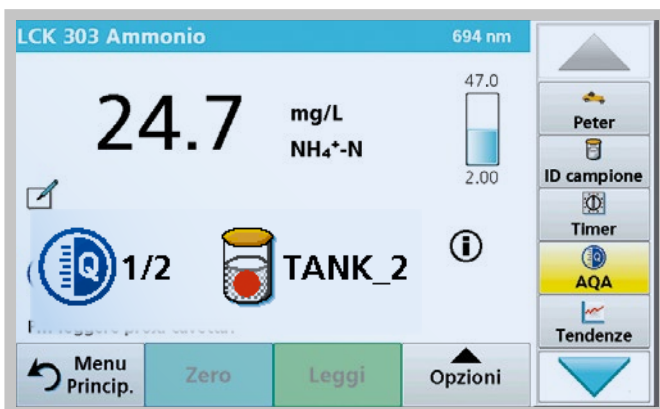 LCK 303 Ammonio 694 nm
47.0
24.7 mg/L
NH₄⁺-N
2.00
Q 1/2 TANK_2
Menu Princip.
Zero
Leggi
Opzioni
Peter
ID campione
Timer
AQA
Tendenze